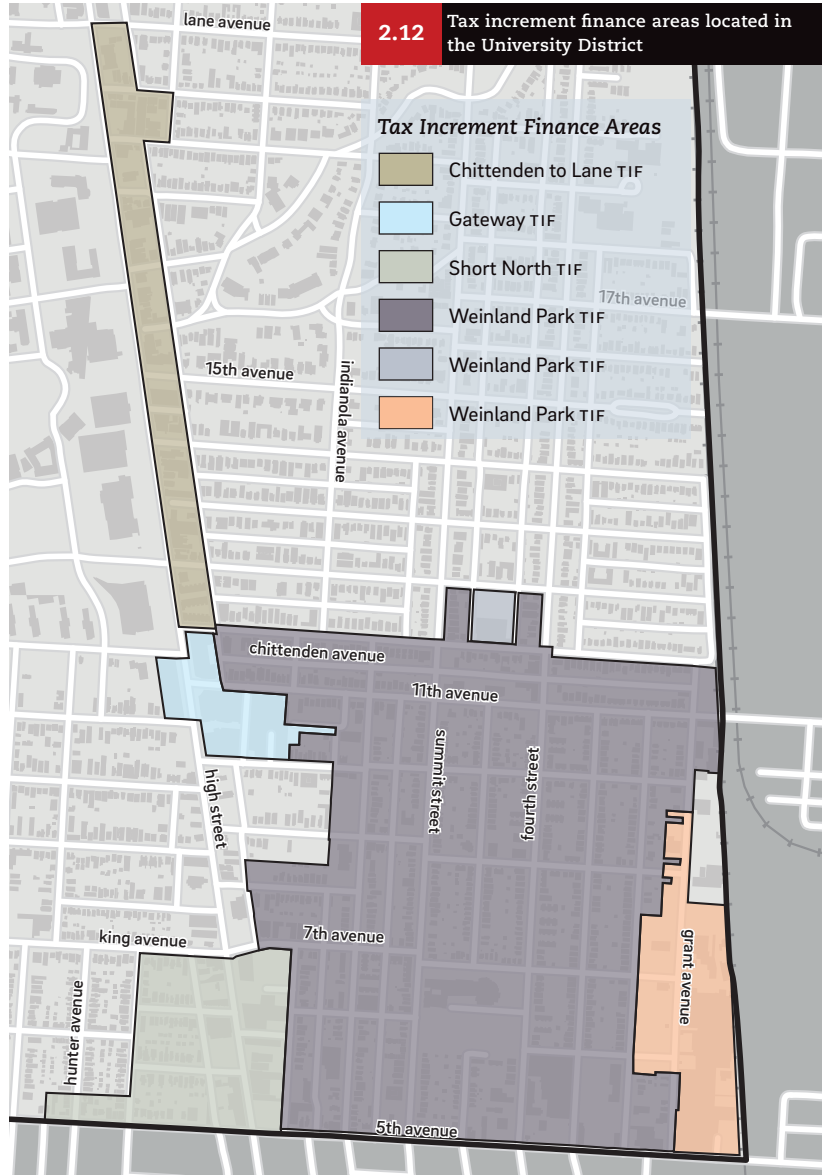 2.12
Tax increment finance areas located in
the University District
lane avenue
Tax Increment Finance Areas
Chittenden to Lane TIF
Gateway TIF
Short North TIF
Weinland Park TIF
Weinland Park TIF
Weinland Park TIF
17th avenue
15th avenue
indianola avenue
chittenden avenue
11th avenue
summit street
fourth street
high street
7th avenue
king avenue
grant avenue
hunter avenue
5th avenue